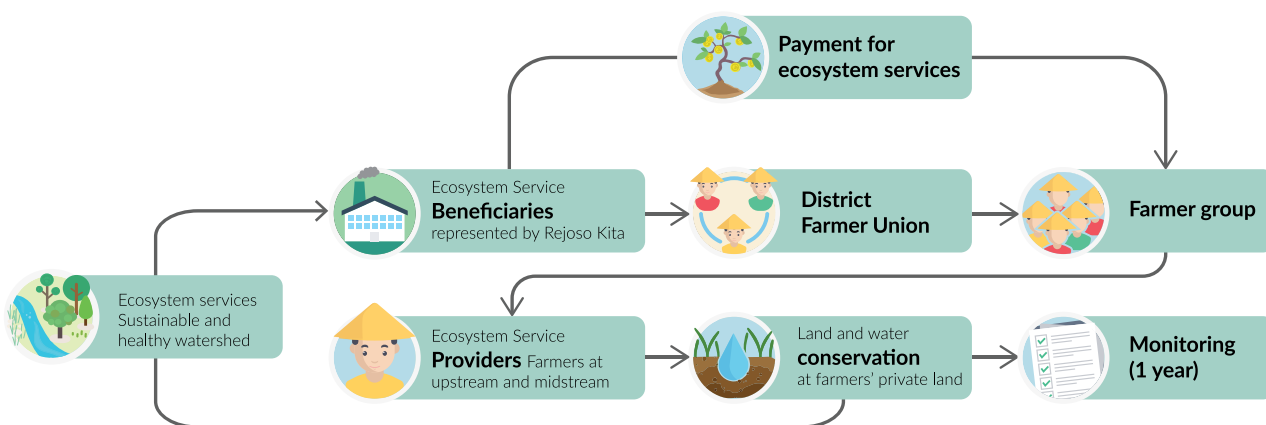 Payment for
ecosystem services
Ecosystem Service
Beneficiaries
represented by Rejoso Kita
District
Farmer Union
Farmer group
Ecosystem services
Sustainable and
healthy watershed
Ecosystem Service
Providers Farmers at
upstream and midstream
Land and water
conservation
at farmers' private land
Monitoring
(1 year)